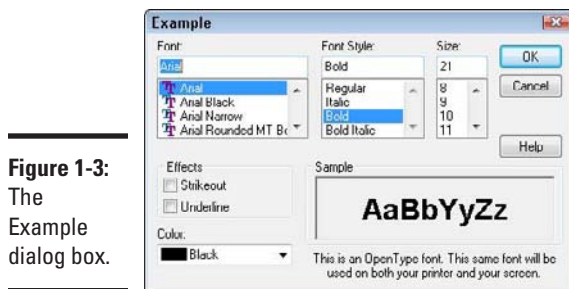 Example
Font:
Font Style:
Size:
Arial
Bold
21
OK
Cancel
Help
Arial
Arial Black
Arial Narrow
Arial Rounded MT Bo
Regular
Italic
Bold
Bold Italic
8
9
10
11
Effects
Strikeout
Underline
Color:
Black
Sample
AaBbYyZz
This is an OpenType font. This same font will be
used on both your printer and your screen.
Figure 1-3:
The
Example
dialog box.